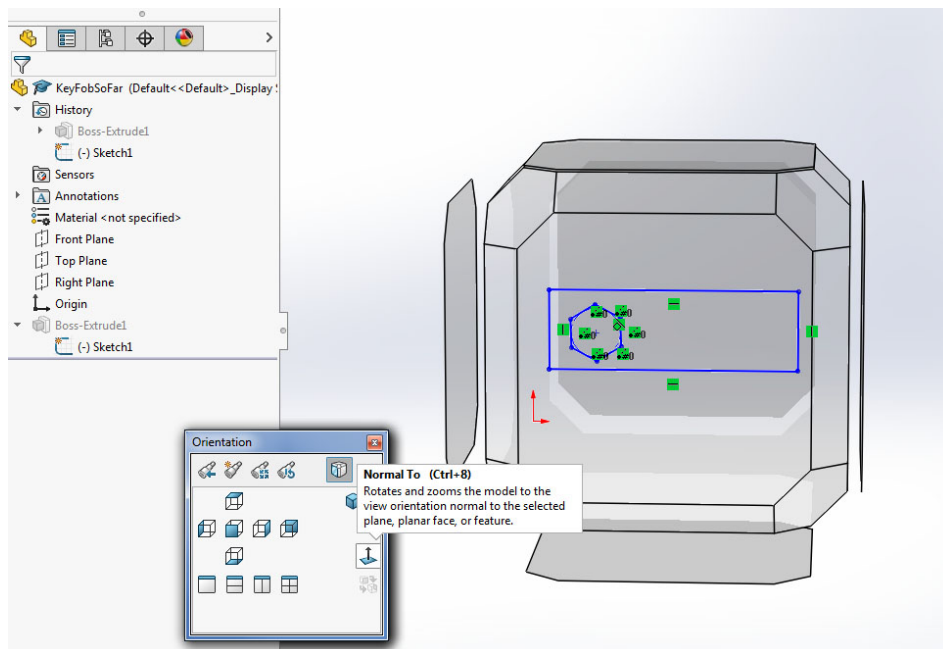 KeyFobSoFar (Default<<Default>_Display
History
Boss-Extrude1
(-) Sketch1
Sensors
Annotations
Material <not specified>
Front Plane
Top Plane
Right Plane
Origin
Boss-Extrude1
(-) Sketch1
Orientation
Normal To (Ctrl+8)
Rotates and zooms the model to the
view orientation normal to the selected
plane, planar face, or feature.